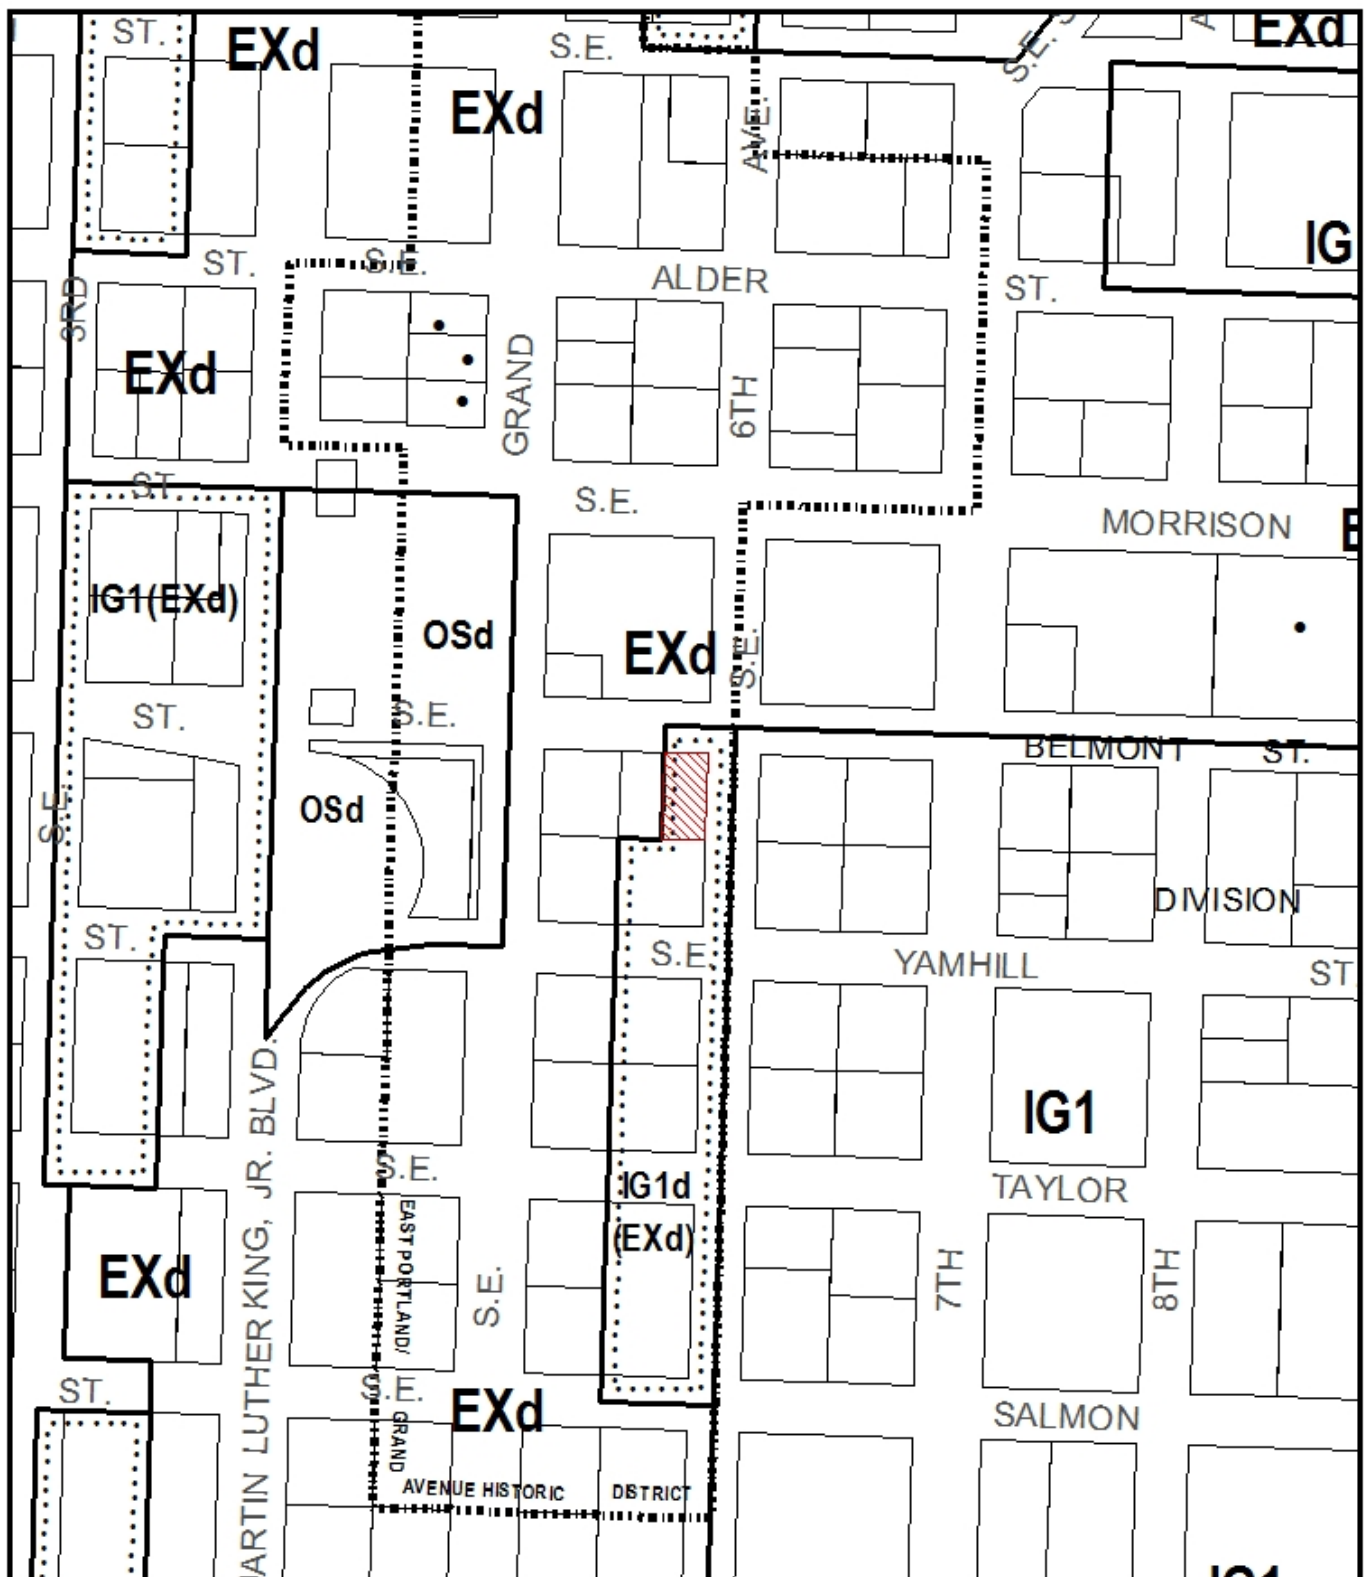 ST.
EXd
S.E.
S.E.
EXd
EXd
AVE.
IG
ST.
S.E.
ALDER
ST.
3RD
EXd
GRAND
6TH
ST.
S.E.
MORRISON
IG1(EXd)
OSd
EXd
S.E.
ST.
S.E.
BELMONT ST.
S.E.
OSd
DIVISION
ST.
S.E.
YAMHILL
ST
IG1
S.E.
IG1d
(EXd)
TAYLOR
EXd
EAST PORTLAND/
S.E.
7TH
8TH
ST.
S.E.
EXd
GRAND
SALMON
AVENUE HISTORIC DISTRICT
MARTIN LUTHER KING, JR. BLVD.
IG1